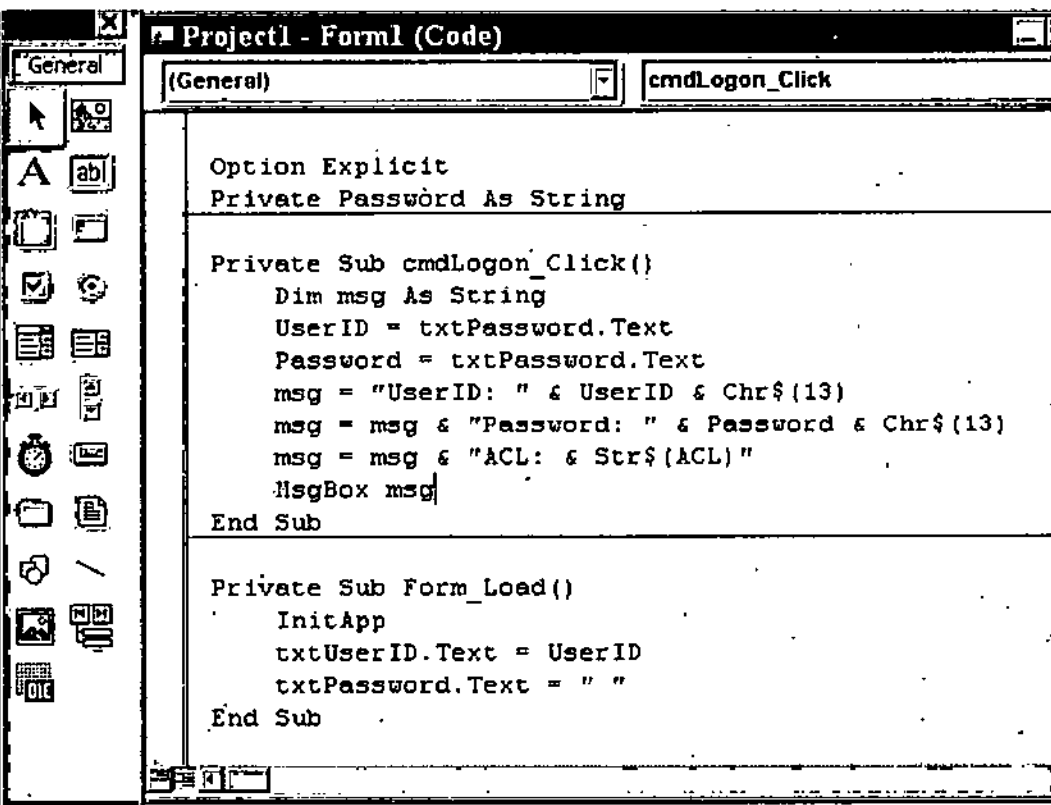 Project1 - Form1 (Code)
General
(General)
cmdLogon_Click
A
abl
Option Explicit
Private Password As String
Private Sub cmdLogon_Click()
Dim msg As String
UserID = txtPassword.Text
Password = txtPassword.Text
msg = "UserID: " & UserID & Chr$(13)
msg = msg & "Password: " & Password & Chr$(13)
msg = msg & "ACL: & Str$(ACL)"
MsgBox msg
End Sub
Private Sub Form_Load()
InitApp
txtUserID.Text = UserID
txtPassword.Text = " "
End Sub
OLE